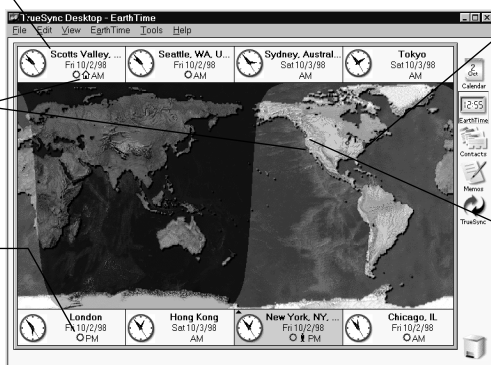 TrueSync Desktop - EarthTime
File Edit View EarthTime Tools Help
Scotts Valley, ...
Fri 10/2/98
AM
Seattle, WA, U...
Fri 10/2/98
AM
Sydney, Austral...
Sat 10/3/98
AM
Tokyo
Sat 10/3/98
AM
2
Oct
Calendar
12:55
EarthTime
Contacts
Memos
TrueSync
London
Fri 10/2/98
PM
Hong Kong
Sat 10/3/98
AM
New York, NY, ...
Fri 10/2/98
PM
Chicago, IL
Fri 10/2/98
AM